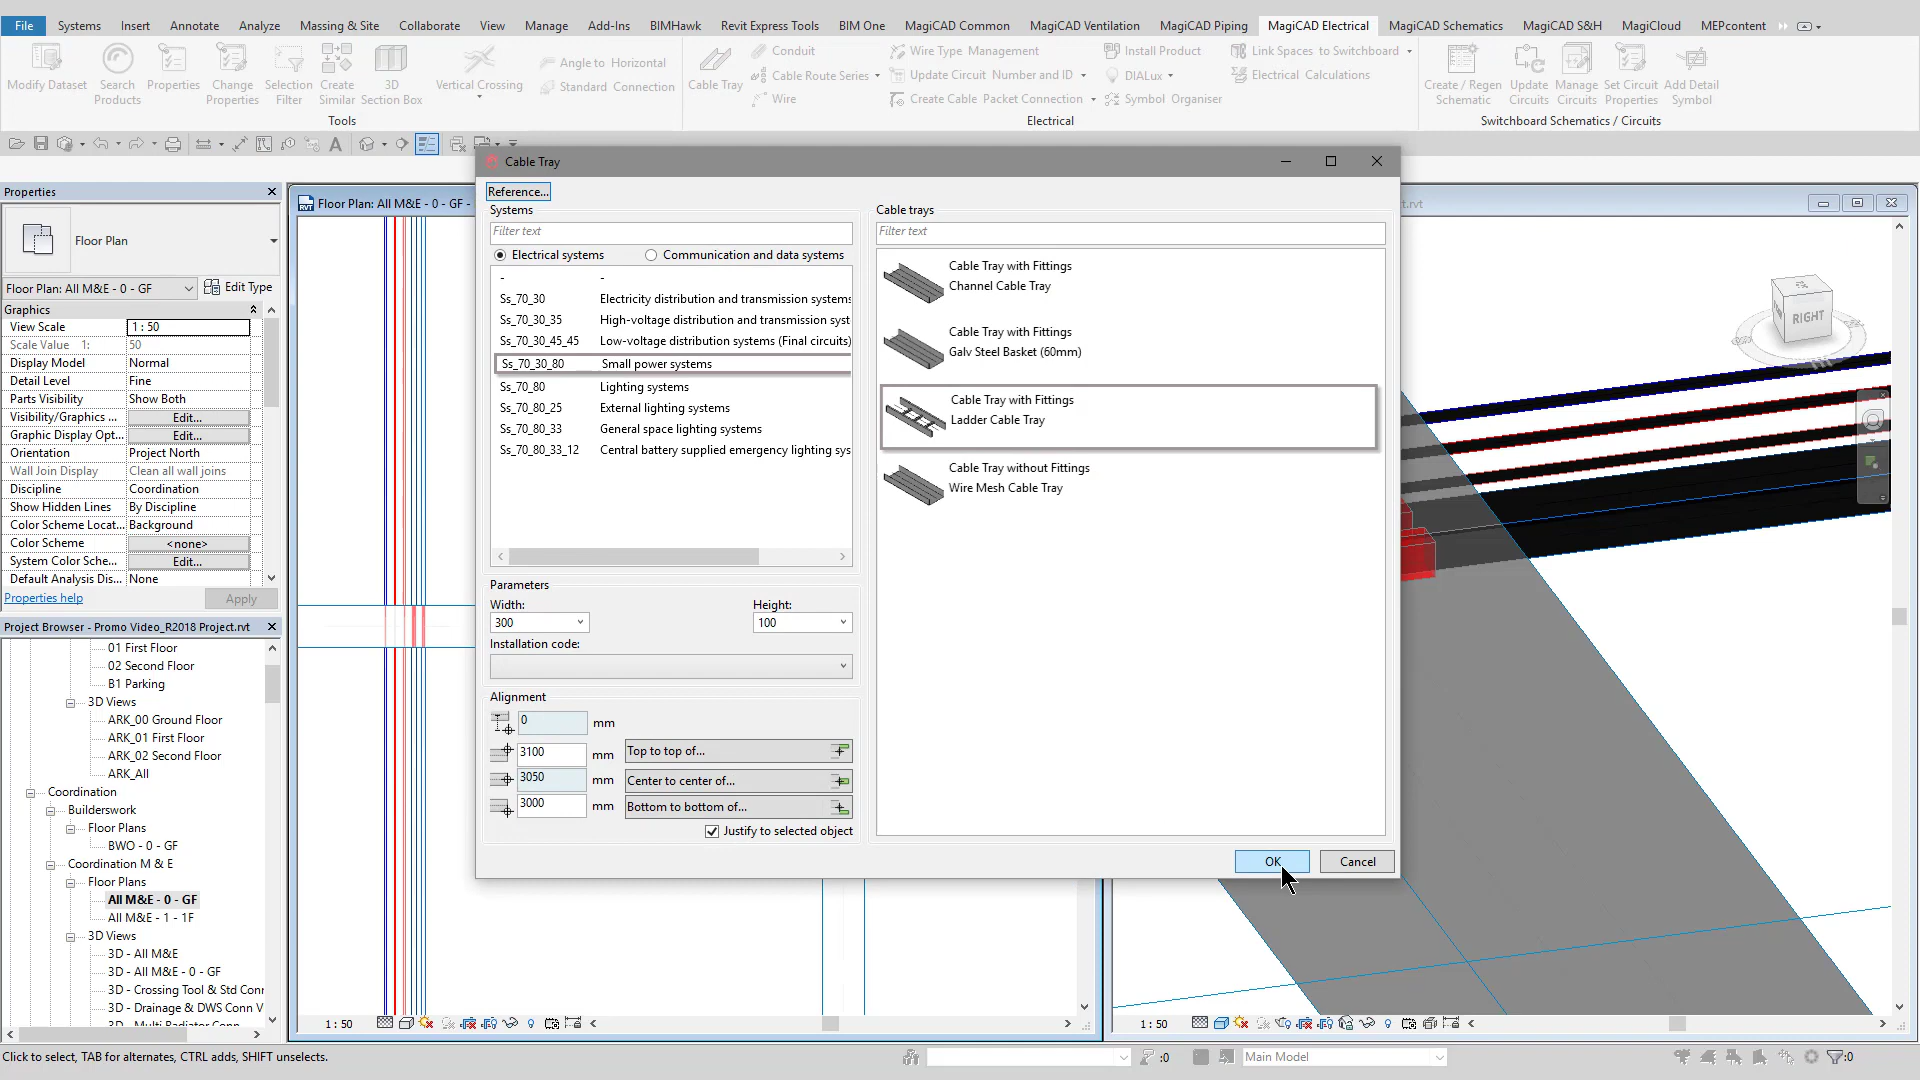 File Systems Insert Annotate Analyze Massing & Site Collaborate View Manage Add-Ins BIMHawk Revit Express Tools BIM One MagiCAD Common MagiCAD Ventilation MagiCAD Piping MagiCAD Electrical MagiCAD Schematics MagiCAD S&H MagiCloud MEPcontent
Modify Dataset
Search Products
Properties
Change Properties
Selection Filter
Create Similar
3D Section Box
Vertical Crossing
Angle to Horizontal
Standard Connection
Tools
Cable Tray
Conduit
Cable Route Series
Wire
Wire Type Management
Update Circuit Number and ID
Create Cable Packet Connection
Install Product
DIALux
Symbol Organiser
Link Spaces to Switchboard
Electrical Calculations
Electrical
Create / Regen Schematic
Update Circuits
Manage Circuits
Set Circuit Properties
Add Detail Symbol
Switchboard Schematics / Circuits
Properties
Floor Plan
Floor Plan: All M&E - 0 - GF
Edit Type
Graphics
View Scale 1 : 50
Scale Value 1: 50
Display Model Normal
Detail Level Fine
Parts Visibility Show Both
Visibility/Graphics ... Edit...
Graphic Display Opt... Edit...
Orientation Project North
Wall Join Display Clean all wall joins
Discipline Coordination
Show Hidden Lines By Discipline
Color Scheme Locat... Background
Color Scheme <none>
System Color Sche... Edit...
Default Analysis Dis... None
Properties help
Apply
Project Browser - Promo Video_R2018 Project.rvt
01 First Floor
02 Second Floor
B1 Parking
3D Views
ARK_00 Ground Floor
ARK_01 First Floor
ARK_02 Second Floor
ARK_All
Coordination
Builderswork
Floor Plans
BWO - 0 - GF
Coordination M & E
Floor Plans
All M&E - 0 - GF
All M&E - 1 - 1F
3D Views
3D - All M&E
3D - All M&E - 0 - GF
3D - Crossing Tool & Std Conr
3D - Drainage & DWS Conn V
3D - Multi Radiator Conn
Floor Plan: All M&E - 0 - GF -
t.rvt
RIGHT
Cable Tray
Reference...
Systems
Filter text
Electrical systems
Communication and data systems
- -
Ss_70_30 Electricity distribution and transmission systems
Ss_70_30_35 High-voltage distribution and transmission syst
Ss_70_30_45_45 Low-voltage distribution systems (Final circuits)
Ss_70_30_80 Small power systems
Ss_70_80 Lighting systems
Ss_70_80_25 External lighting systems
Ss_70_80_33 General space lighting systems
Ss_70_80_33_12 Central battery supplied emergency lighting sys
Parameters
Width: Height:
300 100
Installation code:
Alignment
0 mm
3100 mm Top to top of...
3050 mm Center to center of...
3000 mm Bottom to bottom of...
Justify to selected object
Cable trays
Filter text
Cable Tray with Fittings
Channel Cable Tray
Cable Tray with Fittings
Galv Steel Basket (60mm)
Cable Tray with Fittings
Ladder Cable Tray
Cable Tray without Fittings
Wire Mesh Cable Tray
OK Cancel
1 : 50
1 : 50
Click to select, TAB for alternates, CTRL adds, SHIFT unselects.
:0
Main Model
:0